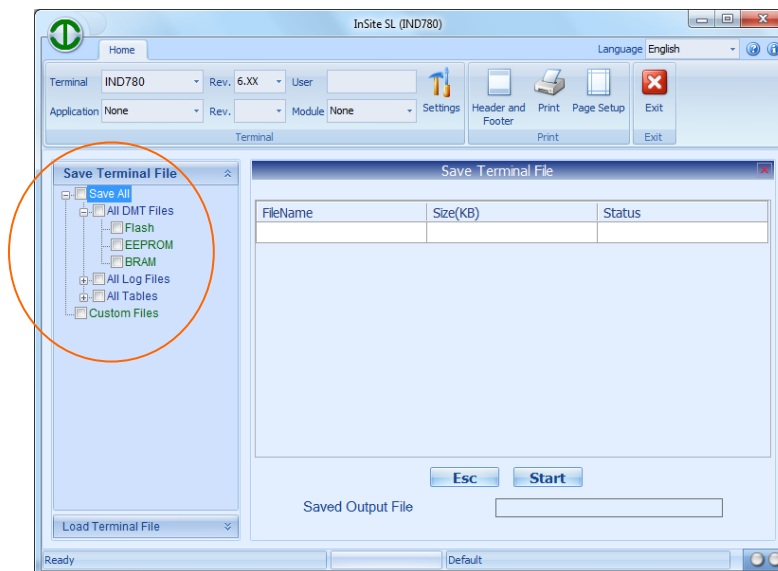 InSite SL (IND780)
Home
Language English
Terminal IND780 Rev. 6.XX User
Application None Rev. Module None
Settings
Header and Footer
Print
Page Setup
Exit
Terminal
Print
Exit
Save Terminal File
Save All
All DMT Files
Flash
EEPROM
BRAM
All Log Files
All Tables
Custom Files
Load Terminal File
Save Terminal File
FileName Size(KB) Status
Esc Start
Saved Output File
Ready Default